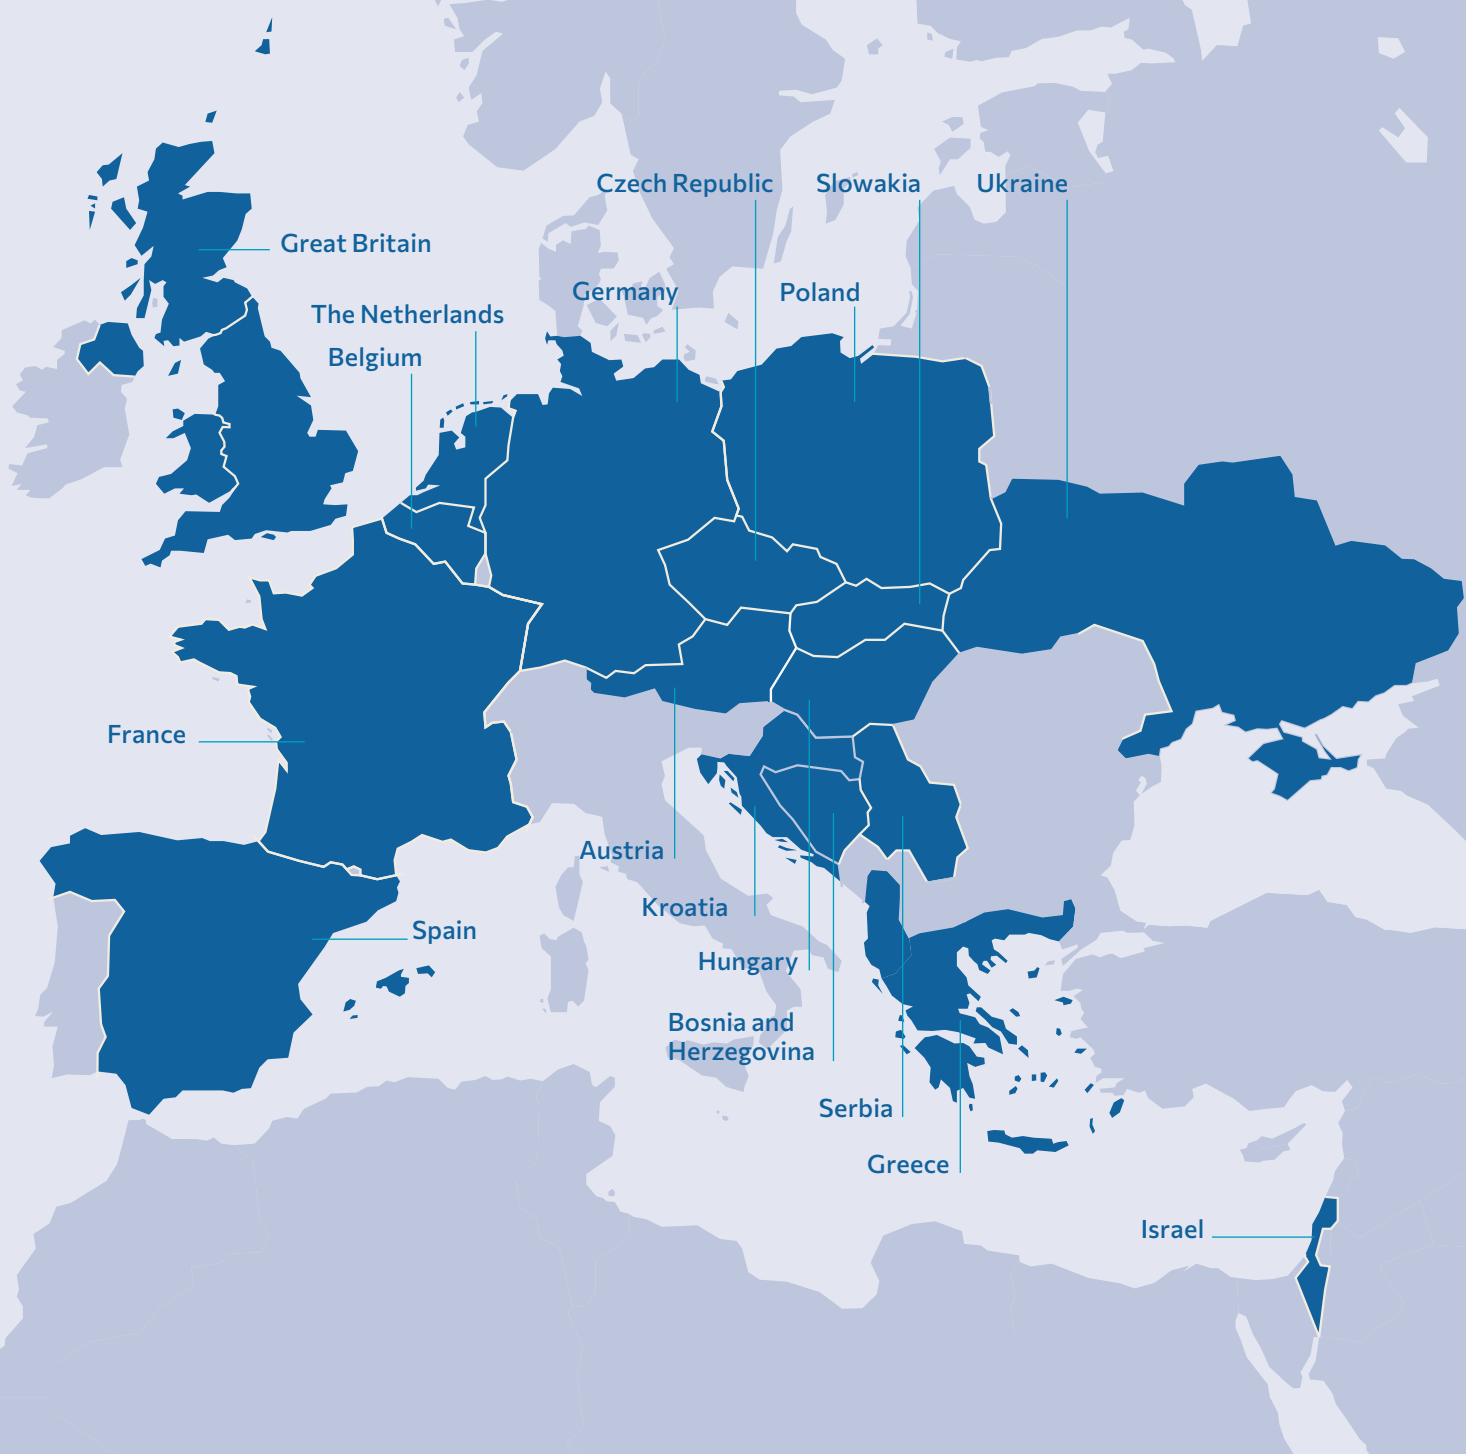 Czech Republic
Slowakia
Ukraine
Great Britain
Germany
Poland
The Netherlands
Belgium
France
Austria
Kroatia
Spain
Hungary
Bosnia and
Herzegovina
Serbia
Greece
Israel